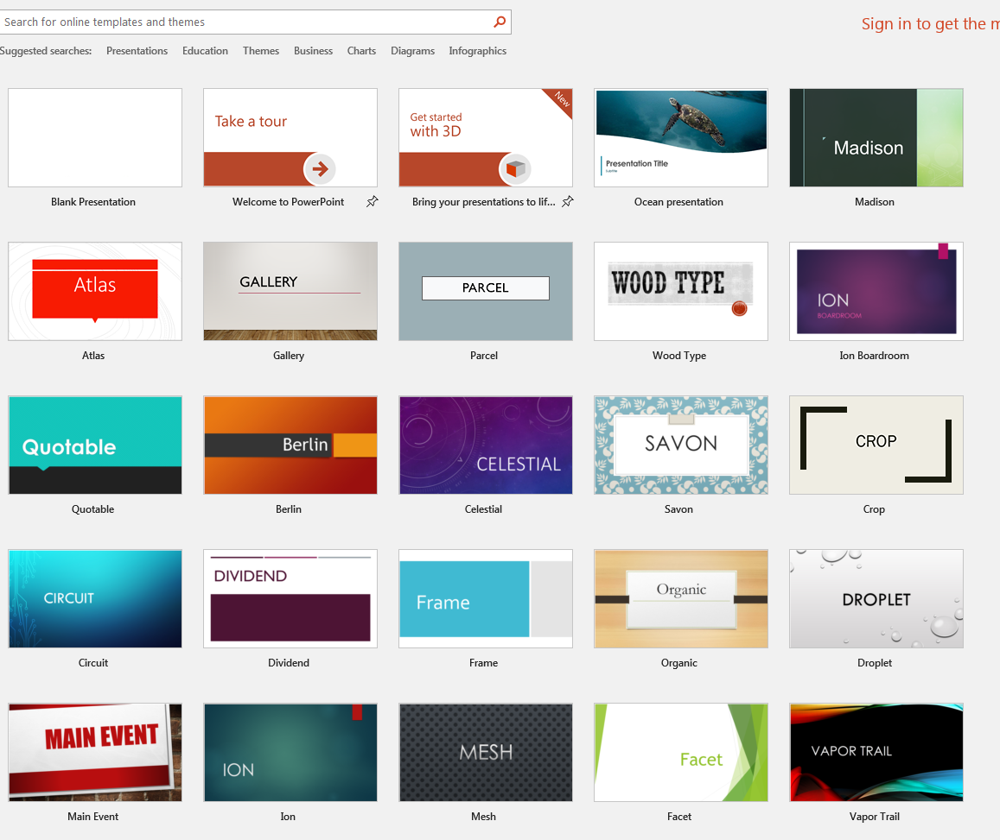 Search for online templates and themes
Sign in to get the m
Suggested searches: Presentations Education Themes Business Charts Diagrams Infographics
Take a tour
Get started
with 3D
New
Presentation Title
Subtitle
Madison
Blank Presentation
Welcome to PowerPoint
Bring your presentations to lif...
Ocean presentation
Madison
Atlas
GALLERY
PARCEL
WOOD TYPE
ION
BOARDROOM
Atlas
Gallery
Parcel
Wood Type
Ion Boardroom
Quotable
Berlin
CELESTIAL
SAVON
CROP
Quotable
Berlin
Celestial
Savon
Crop
CIRCUIT
DIVIDEND
Frame
Organic
DROPLET
Circuit
Dividend
Frame
Organic
Droplet
MAIN EVENT
ION
MESH
Facet
VAPOR TRAIL
Main Event
Ion
Mesh
Facet
Vapor Trail